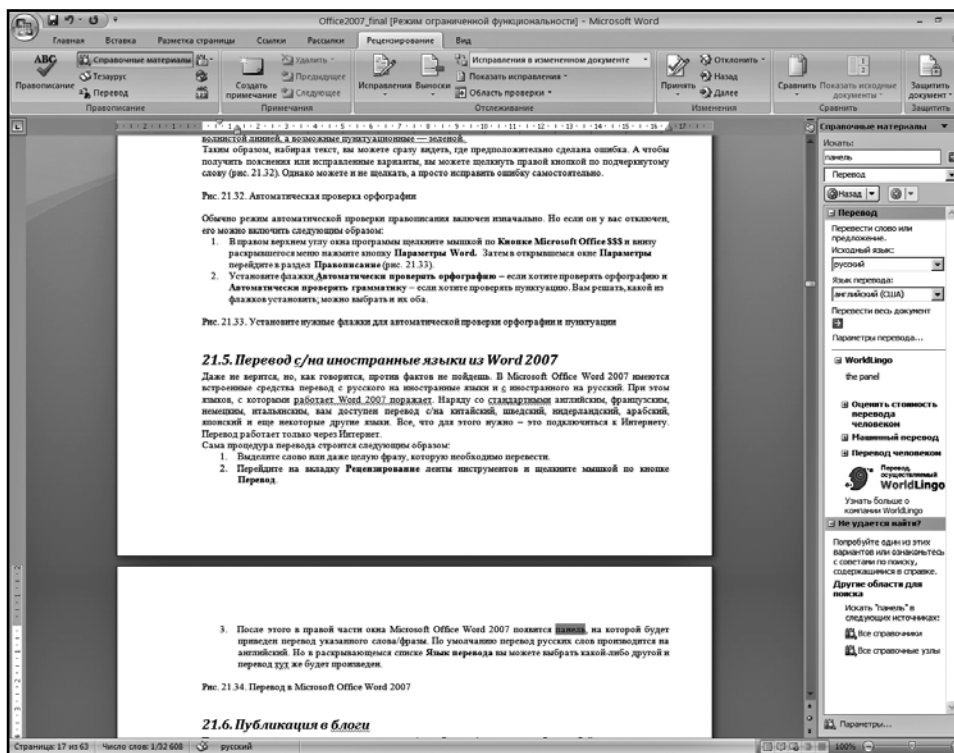 Office2007_final [Режим ограниченной функциональности] - Microsoft Word
Главная Вставка Разметка страницы Ссылки Рассылки Рецензирование Вид
ABC
Правописание
Справочные материалы
Тезаурус
Перевод
Правописание
Создать примечание
Удалить
Предыдущее
Следующее
Примечания
Исправления Выноски
Исправления в измененном документе
Показать исправления
Область проверки
Отслеживание
Принять
Отклонить
Назад
Далее
Изменения
Сравнить Показать исходные документы
Сравнить
Защитить документ
Защитить
волнистой линией, а возможные пунктуационные — зеленой.
Таким образом, набирая текст, вы можете сразу видеть, где предположительно сделана ошибка. А чтобы
получить пояснения или исправленные варианты, вы можете щелкнуть правой кнопкой по подчеркнутому
слову (рис. 21.32). Однако можете и не щелкать, а просто исправить ошибку самостоятельно.
Рис. 21.32. Автоматическая проверка орфографии
Обычно режим автоматической проверки правописания включен изначально. Но если он у вас отключен,
его можно включить следующим образом:
1. В правом верхнем углу окна программы щелкните мышкой по Кнопке Microsoft Office $$$ и внизу
раскрывшегося меню нажмите кнопку Параметры Word. Затем в открывшемся окне Параметры
перейдите в раздел Правописание (рис. 21.33).
2. Установите флажки Автоматически проверить орфографию – если хотите проверять орфографию и
Автоматически проверить грамматику – если хотите проверять пунктуацию. Вам решать, какой из
флажков установить; можно выбрать и их оба.
Рис. 21.33. Установите нужные флажки для автоматической проверки орфографии и пунктуации
21.5. Перевод с/на иностранные языки из Word 2007
Даже не верится, но, как говорится, против фактов не пойдешь. В Microsoft Office Word 2007 имеются
встроенные средства перевод с русского на иностранные языки и с иностранного на русский. При этом
языков, с которыми работает Word 2007 поражает. Наряду со стандартными английским, французским,
немецким, итальянским, вам доступен перевод с/на китайский, шведский, нидерландский, арабский,
японский и еще некоторые другие языки. Все, что для этого нужно – это подключиться к Интернету.
Перевод работает только через Интернет.
Сама процедура перевода строится следующим образом:
1. Выделите слово или даже целую фразу, которую необходимо перевести.
2. Перейдите на вкладку Рецензирование ленты инструментов и щелкните мышкой по кнопке
Перевод.
3. После этого в правой части окна Microsoft Office Word 2007 появится панель, на которой будет
приведен перевод указанного слова/фразы. По умолчанию перевод русских слов производится на
английский. Но в раскрывающемся списке Язык перевода вы можете выбрать какой-либо другой и
перевод тут же будет произведен.
Рис. 21.34. Перевод в Microsoft Office Word 2007
21.6. Публикация в блоги
Справочные материалы
Искать:
панель
Перевод
Назад
Перевод
Перевести слово или
предложение.
Исходный язык:
русский
Язык перевода:
английский (США)
Перевести весь документ
Параметры перевода...
WorldLingo
the panel
Оценить стоимость
перевода
человеком
Машинный перевод
Перевод человеком
Перевод,
осуществляемый
WorldLingo
Узнать больше о
компании WorldLingo
Не удается найти?
Попробуйте один из этих
вариантов или ознакомьтесь
с советами по поиску,
содержащимися в справке.
Другие области для
поиска
Искать "панель" в
следующих источниках:
Все справочники
Все справочные узлы
Параметры...
Страница: 17 из 63 Число слов: 1/32 608 русский 100%